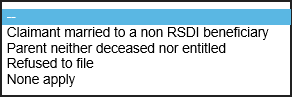 --
Claimant married to a non RSDI beneficiary
Parent neither deceased nor entitled
Refused to file
None apply